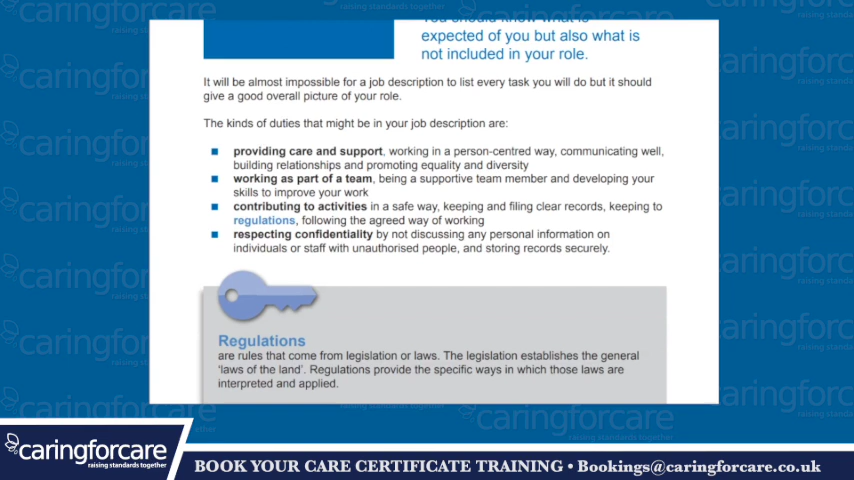 You should know what is
expected of you but also what is
not included in your role.
It will be almost impossible for a job description to list every task you will do but it should
give a good overall picture of your role.
The kinds of duties that might be in your job description are:
providing care and support, working in a person-centred way, communicating well,
building relationships and promoting equality and diversity
working as part of a team, being a supportive team member and developing your
skills to improve your work
contributing to activities in a safe way, keeping and filing clear records, keeping to
regulations, following the agreed way of working
respecting confidentiality by not discussing any personal information on
individuals or staff with unauthorised people, and storing records securely.
Regulations
are rules that come from legislation or laws. The legislation establishes the general
‘laws of the land’. Regulations provide the specific ways in which those laws are
interpreted and applied.
caringforcare
raising standards together
BOOK YOUR CARE CERTIFICATE TRAINING • Bookings@caringforcare.co.uk